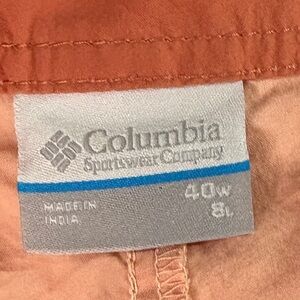 Columbia
Sportswear Company
40W
MADE IN
8L
INDIA